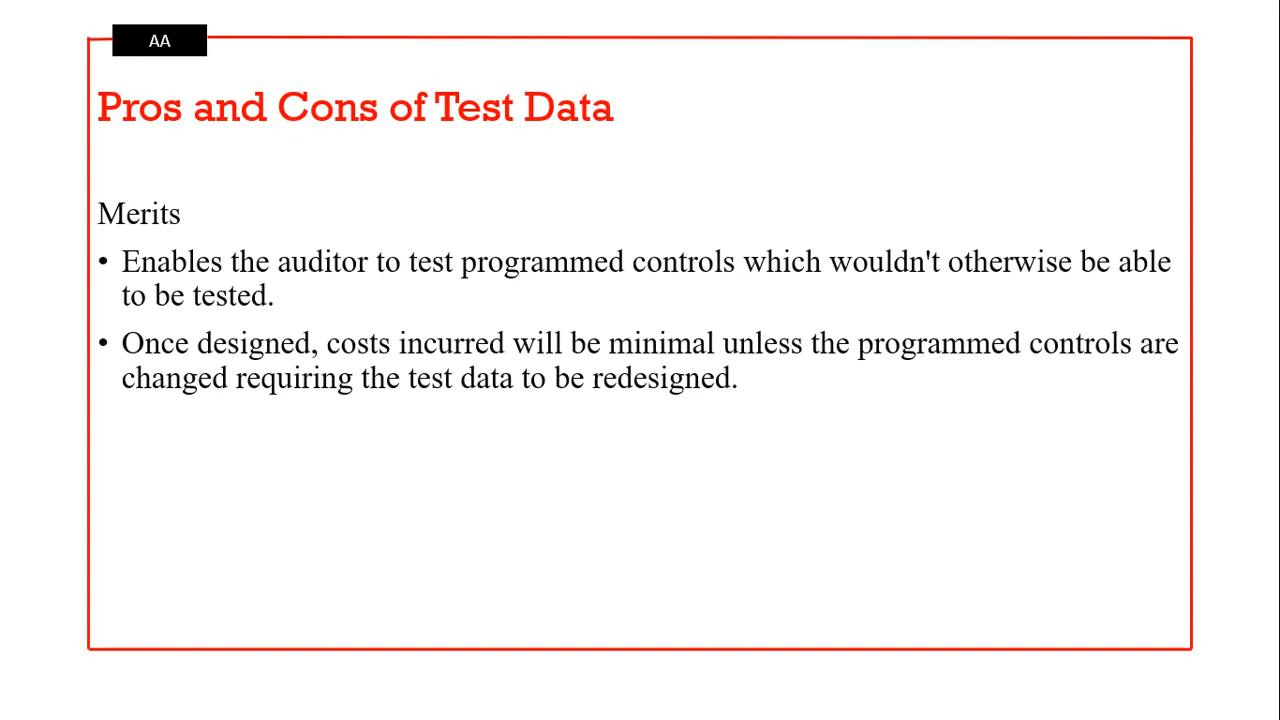 AA
Pros and Cons of Test Data
Merits
• Enables the auditor to test programmed controls which wouldn't otherwise be able
to be tested.
• Once designed, costs incurred will be minimal unless the programmed controls are
changed requiring the test data to be redesigned.